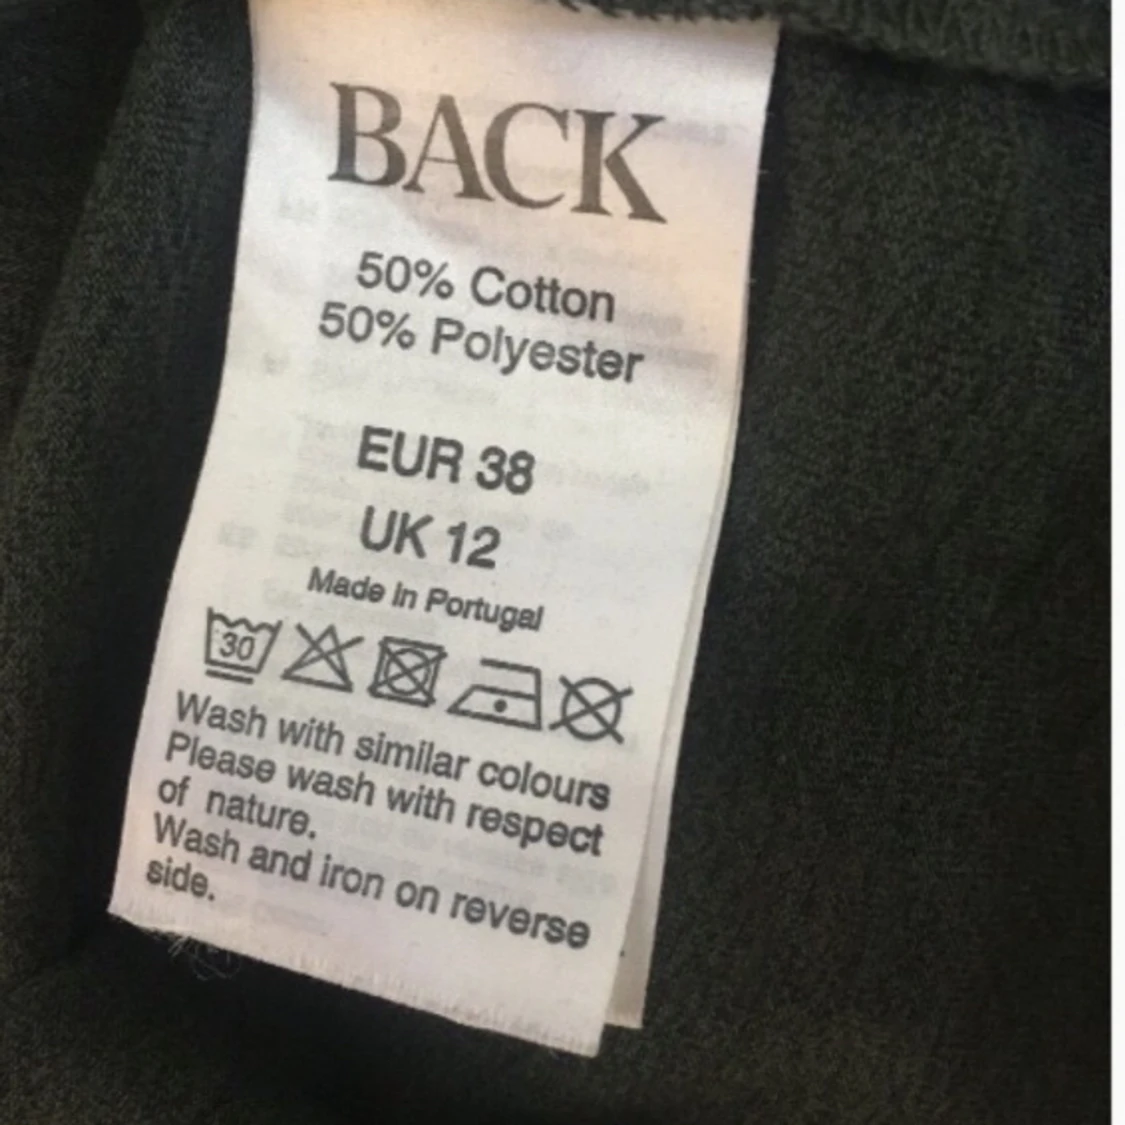 BACK
50% Cotton
50% Polyester
EUR 38
UK 12
Made in Portugal
30
Wash with similar colours
Please wash with respect
of nature.
Wash and iron on reverse
side.